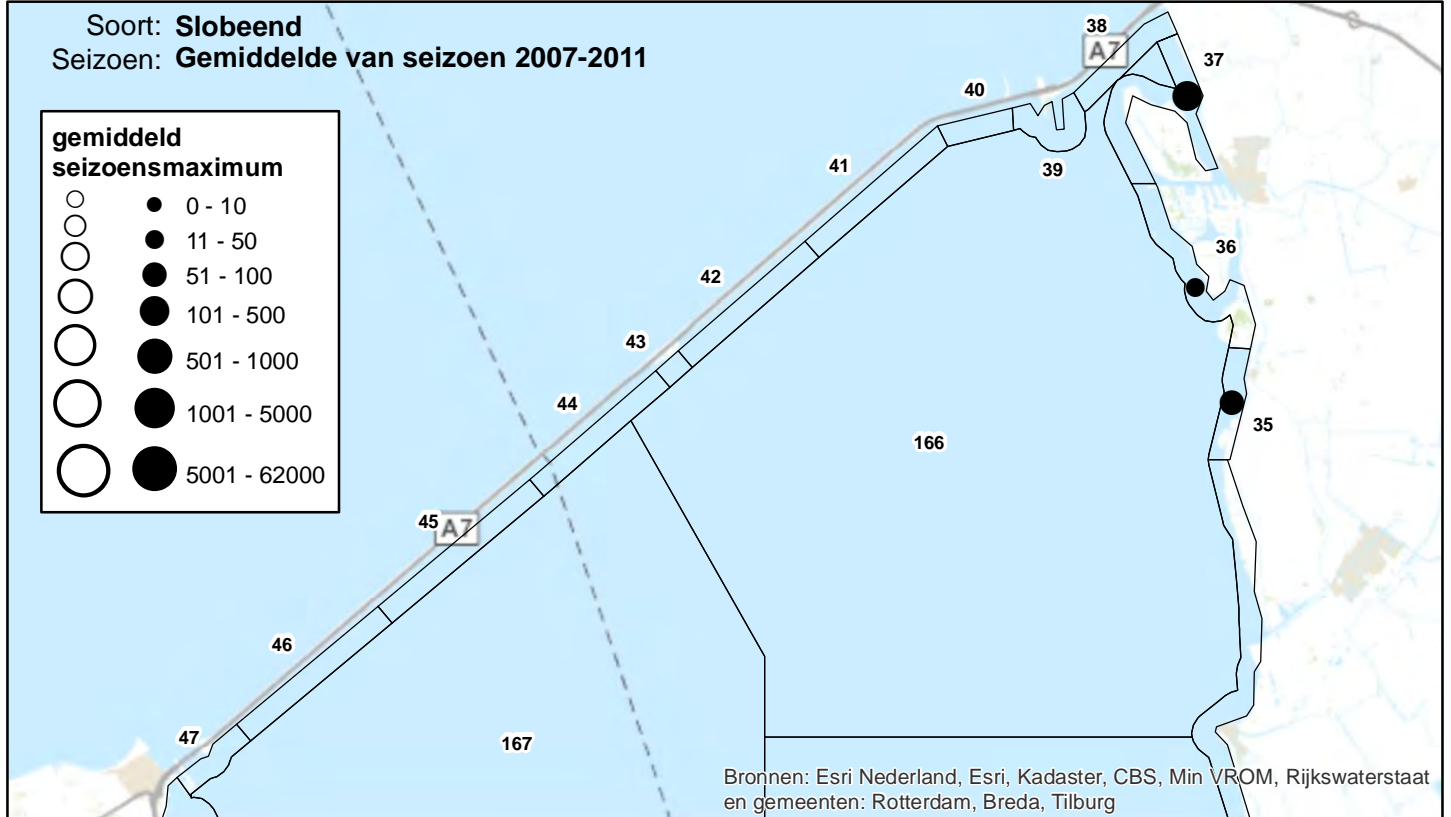 Soort: Slobeend
Seizoen: Gemiddelde van seizoen 2007-2011
gemiddeld
seizoensmaximum
0 - 10
11 - 50
51 - 100
101 - 500
501 - 1000
1001 - 5000
5001 - 62000
38
A7
37
40
41
39
36
42
43
44
35
166
45
A7
46
47
167
Bronnen: Esri Nederland, Esri, Kadaster, CBS, Min VROM, Rijkswaterstaat
en gemeenten: Rotterdam, Breda, Tilburg